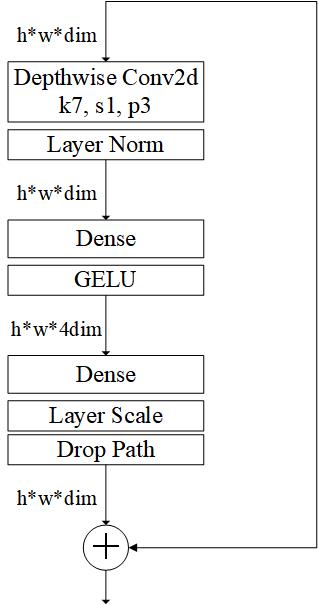 h*w*dim
Depthwise Conv2d
k7, s1, p3
Layer Norm
h*w*dim
Dense
GELU
h*w*4dim
Dense
Layer Scale
Drop Path
h*w*dim
+